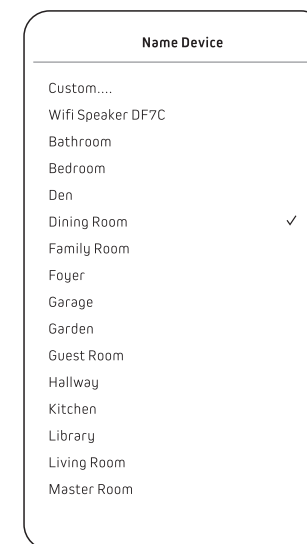 Name Device
Custom....
Wifi Speaker DF7C
Bathroom
Bedroom
Den
Dining Room ✓
Family Room
Foyer
Garage
Garden
Guest Room
Hallway
Kitchen
Library
Living Room
Master Room